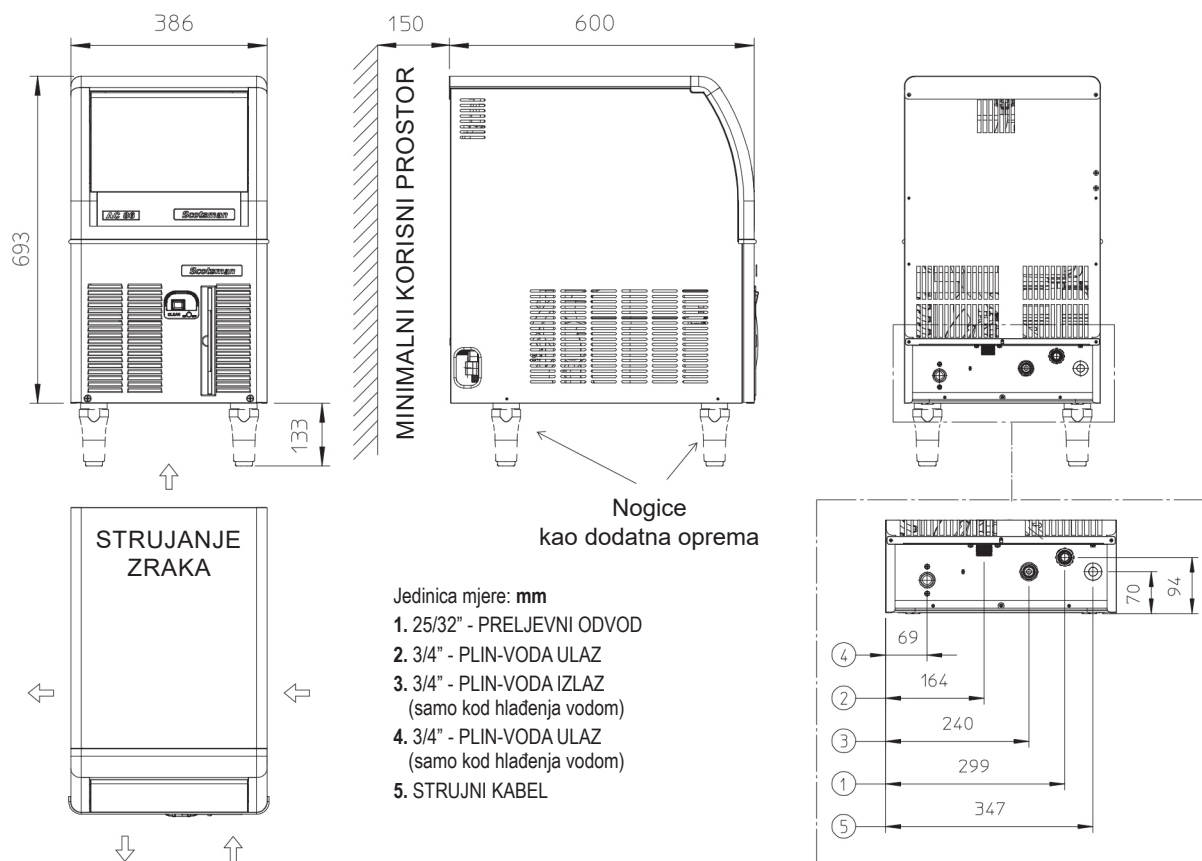 386
150
600
693
133
MINIMALNI KORISNI PROSTOR
AC 86
Scotsman
Scotsman
CLEAN
Nogice
kao dodatna oprema
STRUJANJE
ZRAKA
Jedinica mjere: mm
1. 25/32” - PRELJEVNI ODVOD
2. 3/4” - PLIN-VODA ULAZ
3. 3/4” - PLIN-VODA IZLAZ
(samo kod hlađenja vodom)
4. 3/4” - PLIN-VODA ULAZ
(samo kod hlađenja vodom)
5. STRUJNI KABEL
70
94
4
69
2
164
3
240
1
299
5
347